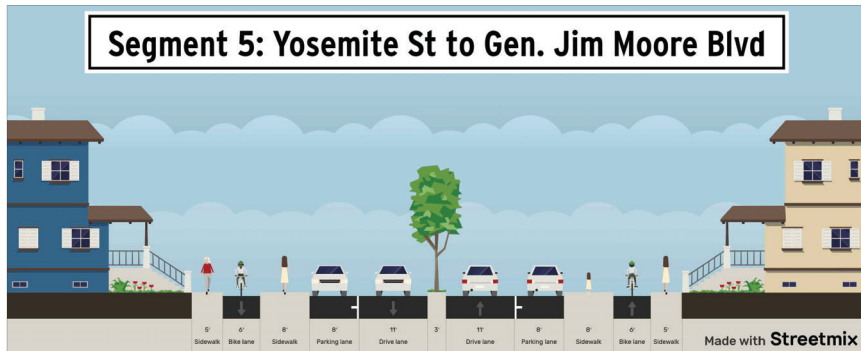 Segment 5: Yosemite St to Gen. Jim Moore Blvd
5' 6' 8' 8' 11' 3' 11' 8' 8' 6' 5'
Sidewalk Bike lane Sidewalk Parking lane Drive lane Drive lane Parking lane Sidewalk Bike lane Sidewalk
Made with Streetmix